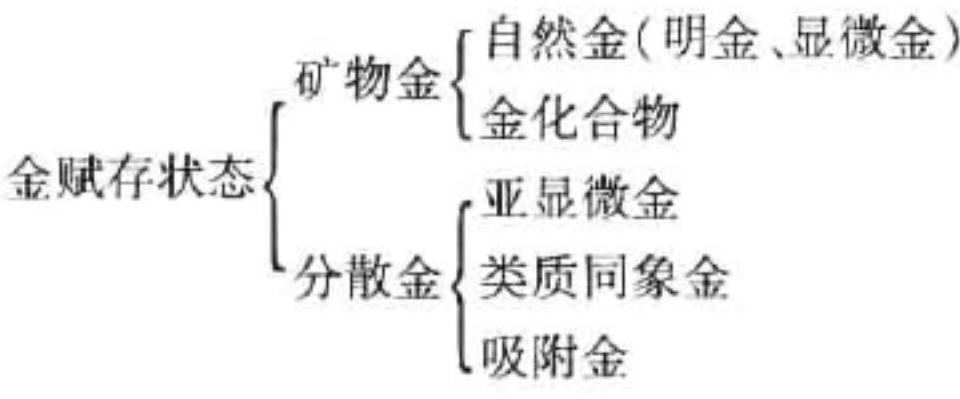 金赋存状态
矿物金
自然金(明金、显微金)
金化合物
分散金
亚显微金
类质同象金
吸附金